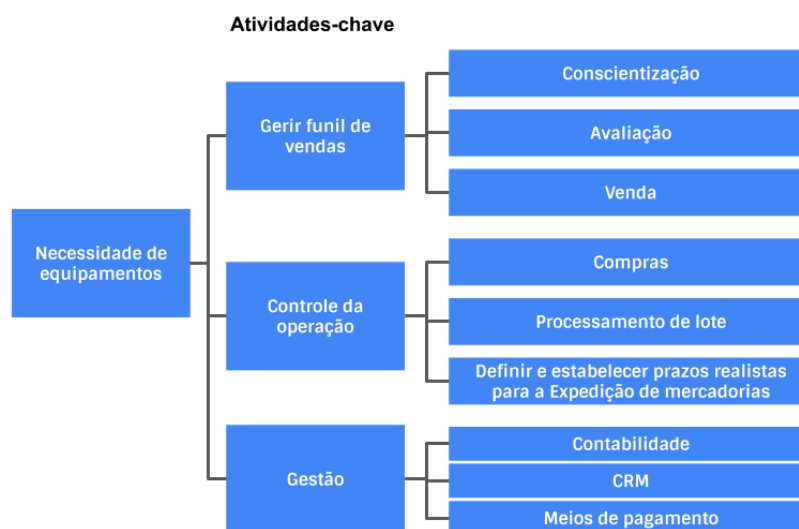 Atividades-chave
Conscientização
Gerir funil de
vendas
Avaliação
Venda
Necessidade de
equipamentos
Compras
Controle da
operação
Processamento de lote
Definir e estabelecer prazos realistas
para a Expedição de mercadorias
Contabilidade
Gestão
CRM
Meios de pagamento